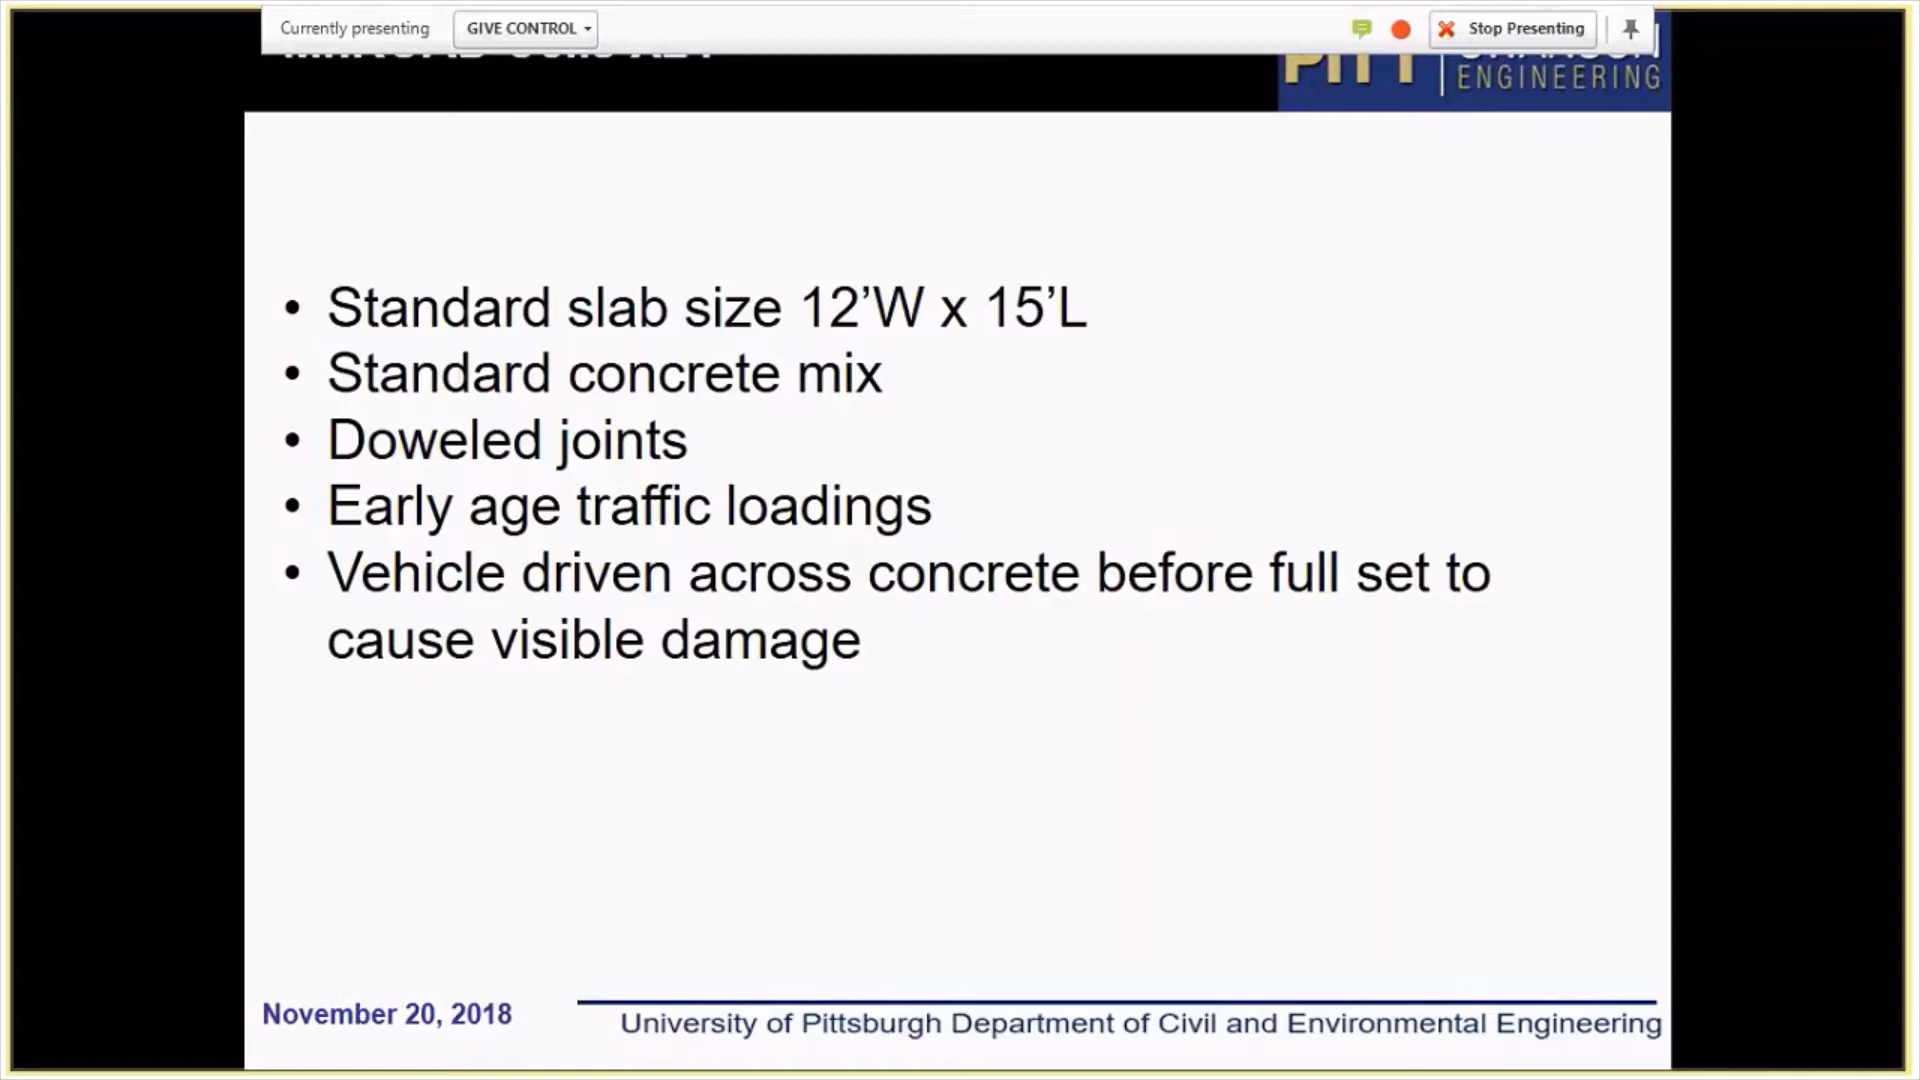 Currently presenting GIVE CONTROL Stop Presenting
PITT
ENGINEERING
• Standard slab size 12’W x 15’L
• Standard concrete mix
• Doweled joints
• Early age traffic loadings
• Vehicle driven across concrete before full set to
cause visible damage
November 20, 2018
University of Pittsburgh Department of Civil and Environmental Engineering